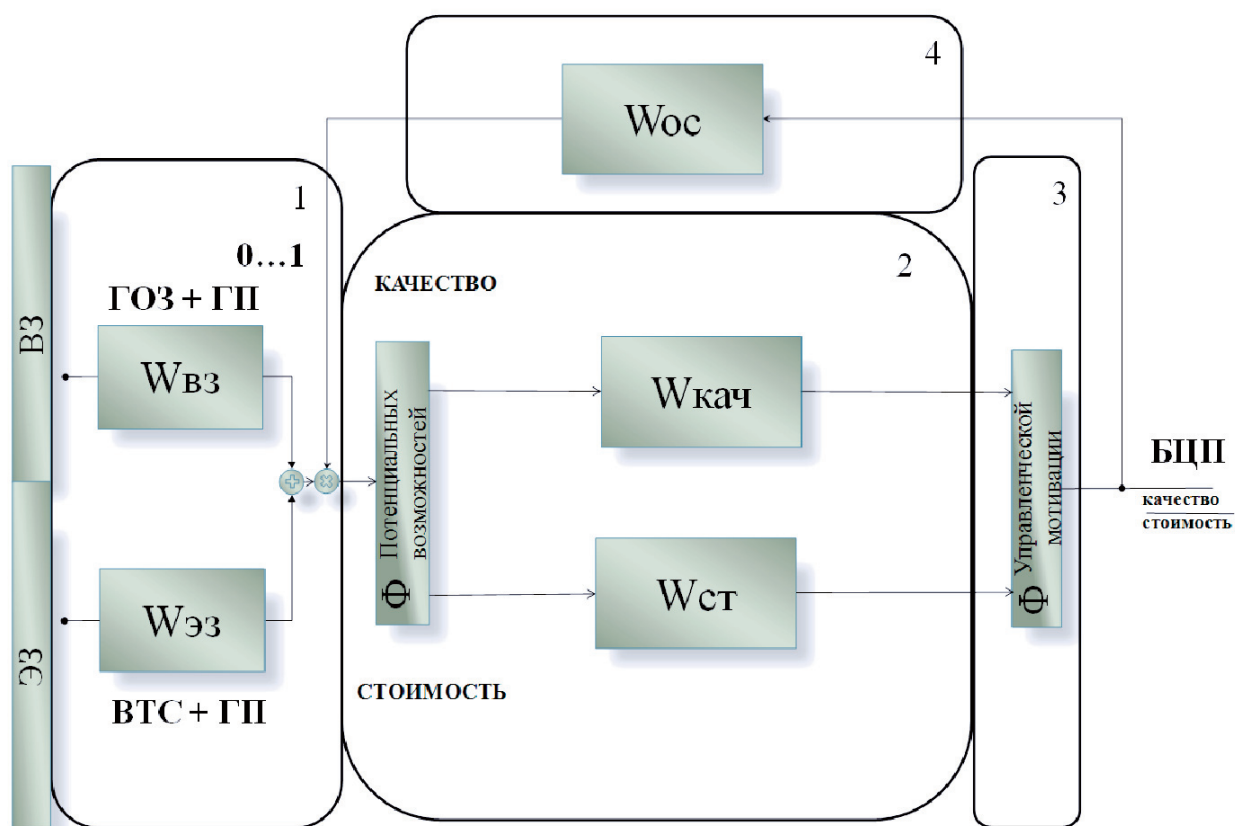 4
Wос
1
3
0…1
2
КАЧЕСТВО
ГОЗ + ГП
ВЗ
Wвз
Wкач
Ф Потенциальных
возможностей
Ф Управленческой
мотивации
БЦП
качество
стоимость
ЭЗ
Wэз
Wст
СТОИМОСТЬ
ВТС + ГП